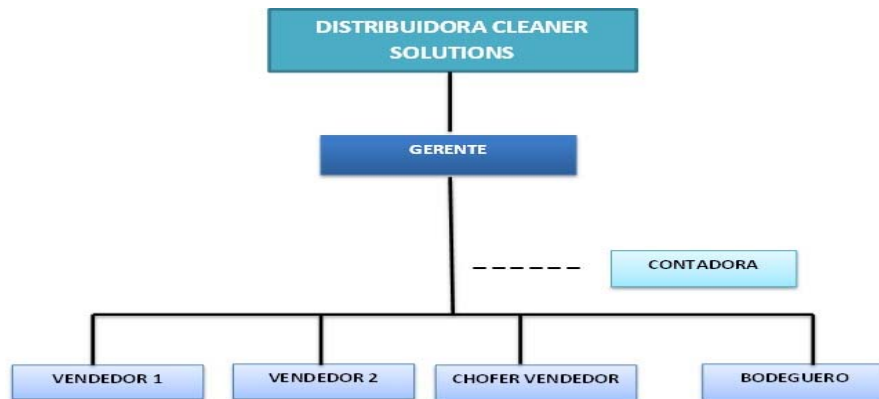 DISTRIBUIDORA CLEANER
SOLUTIONS
GERENTE
CONTADORA
VENDEDOR 1
VENDEDOR 2
CHOFER VENDEDOR
BODEGUERO